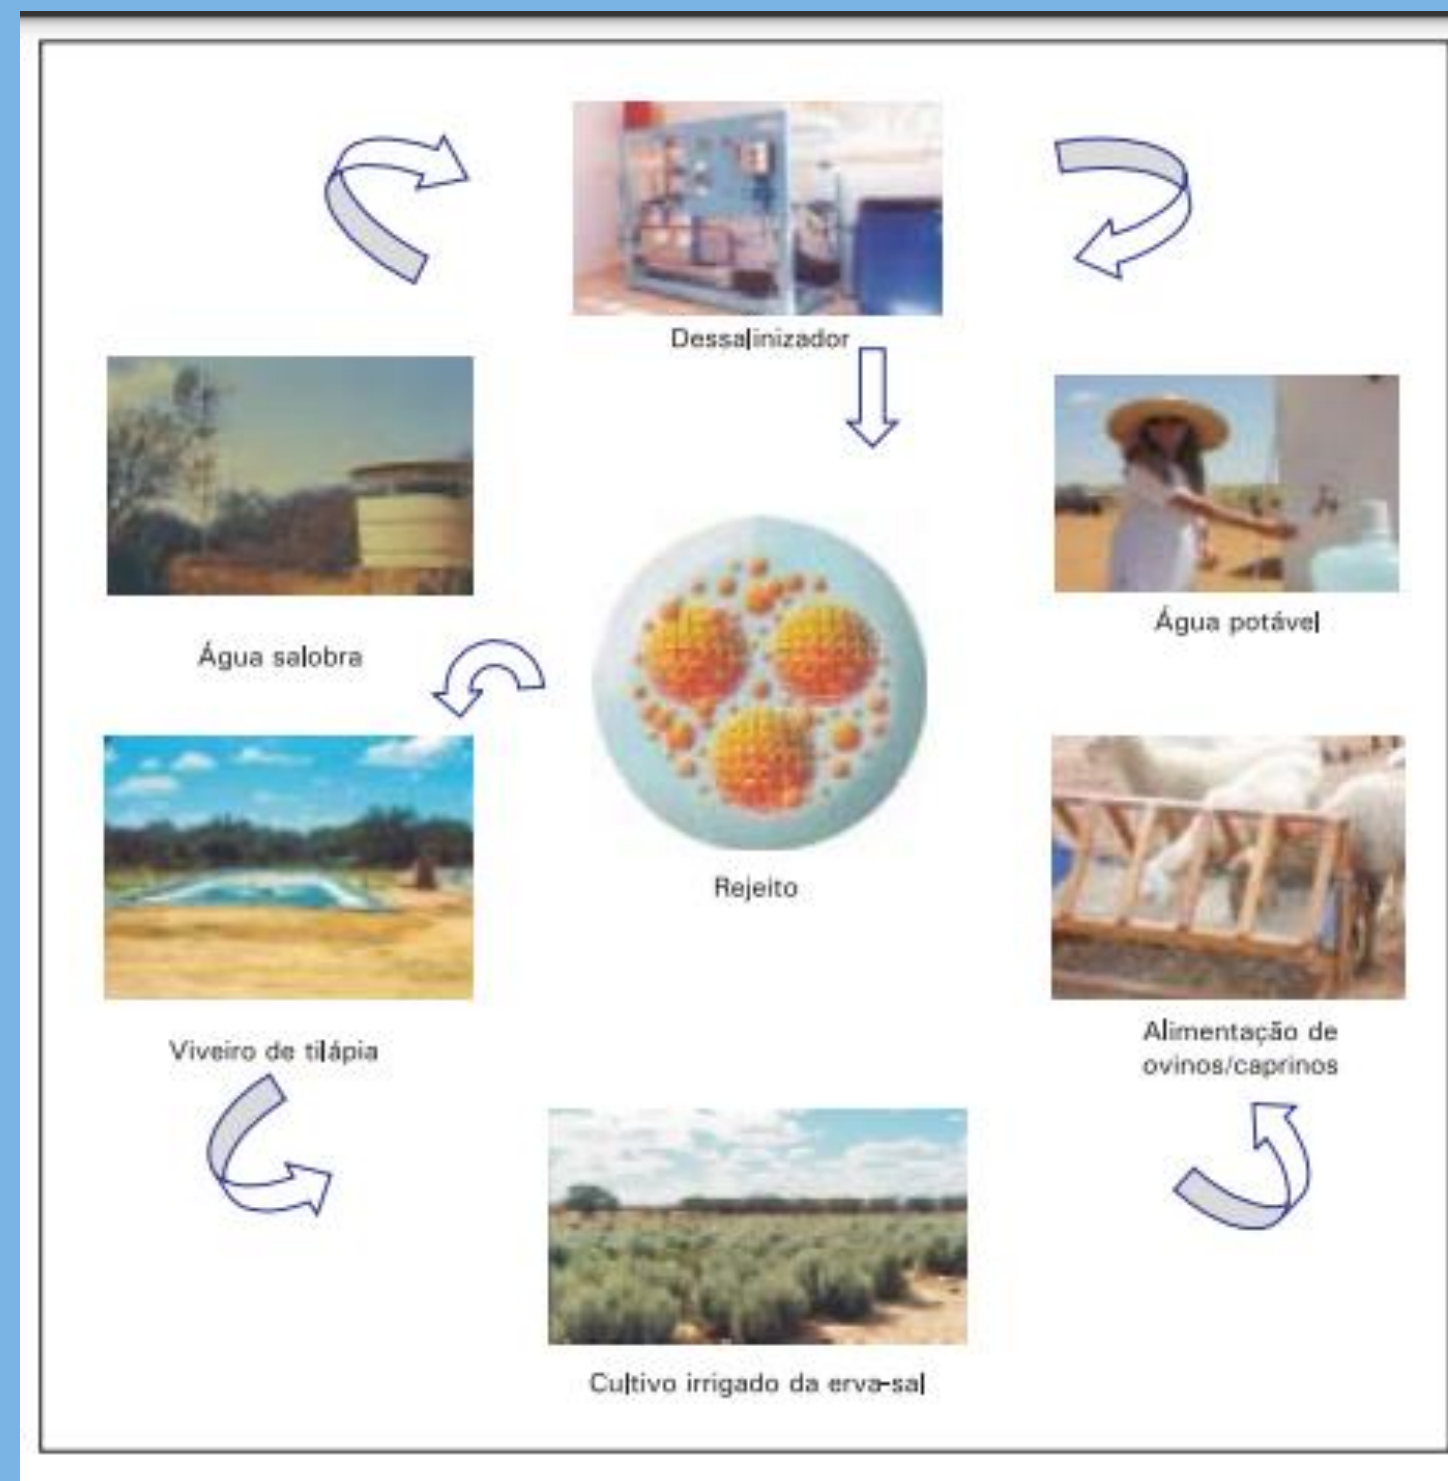 Dessalinizador
Água salobra
Água potável
Rejeito
Viveiro de tilápia
Alimentação de
ovinos/caprinos
Cultivo irrigado da erva-sal